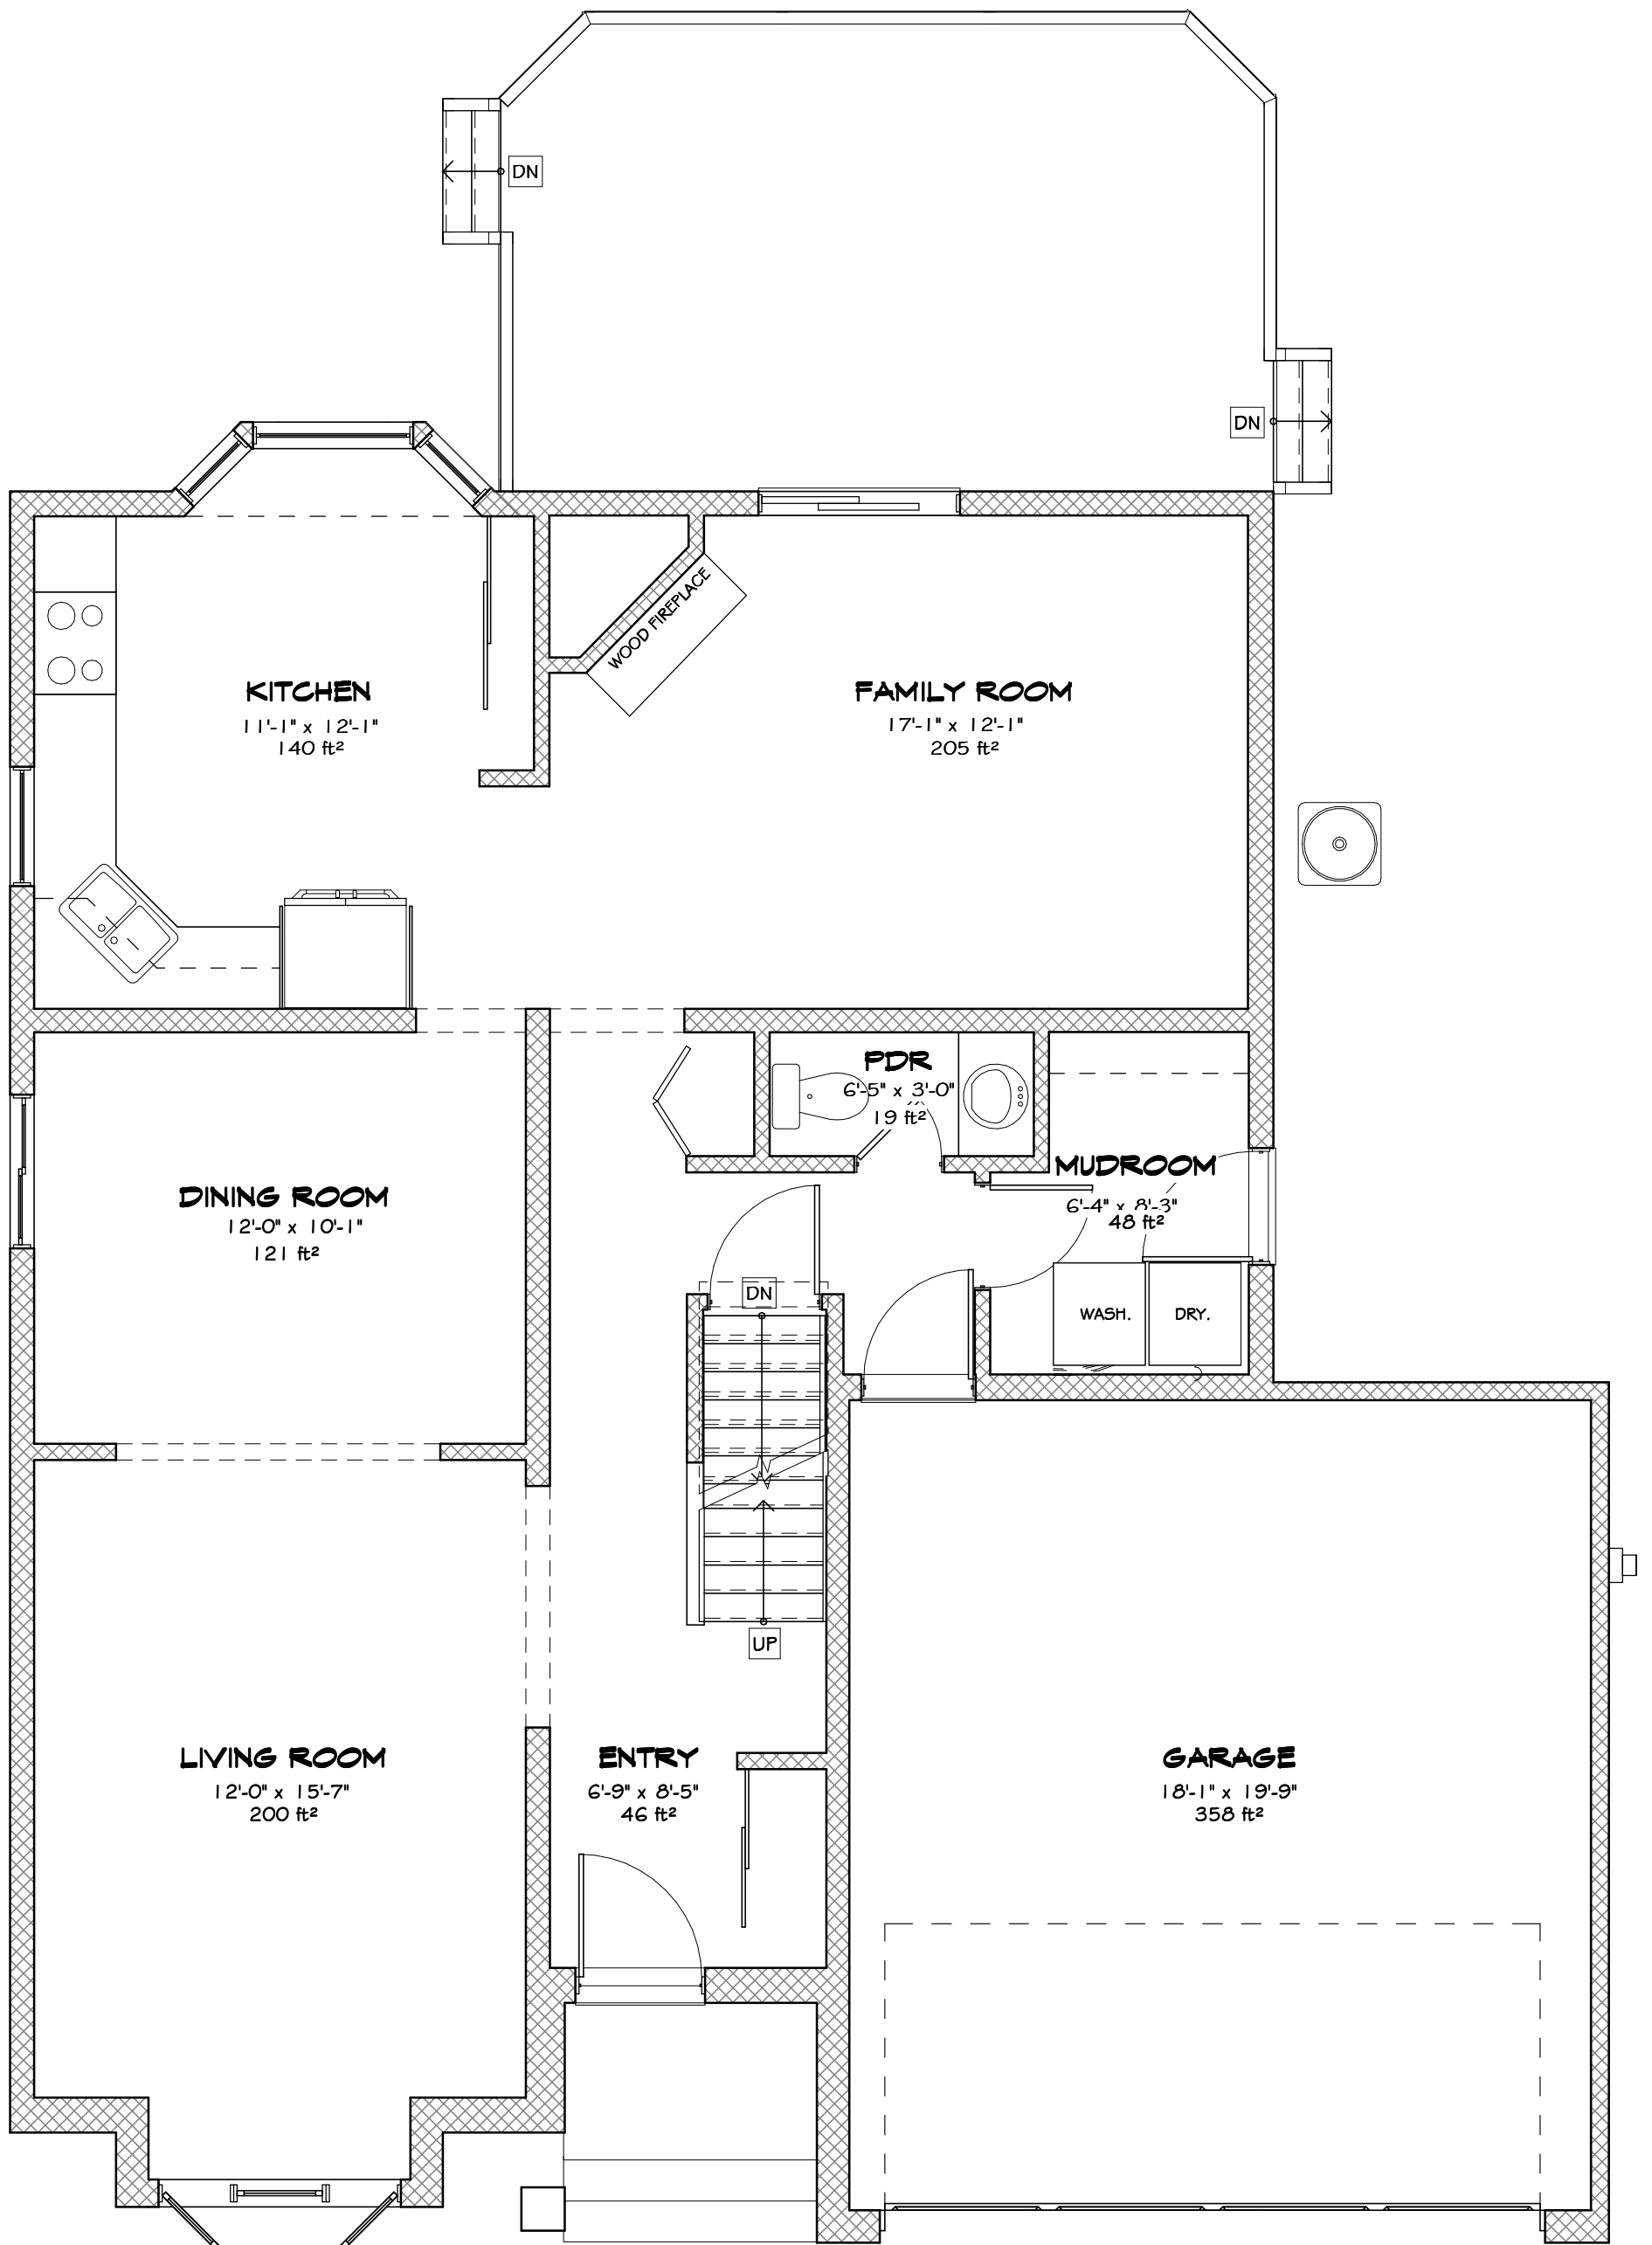 DN
DN
WOOD FIREPLACE
KITCHEN
11'-1" x 12'-1"
140 ft²
FAMILY ROOM
17'-1" x 12'-1"
205 ft²
PDR
6'-5" x 3'-0"
19 ft²
MUDROOM
6'-4" x 8'-3"
48 ft²
DINING ROOM
12'-0" x 10'-1"
121 ft²
DN
WASH.
DRY.
UP
LIVING ROOM
12'-0" x 15'-7"
200 ft²
ENTRY
6'-9" x 8'-5"
46 ft²
GARAGE
18'-1" x 19'-9"
358 ft²